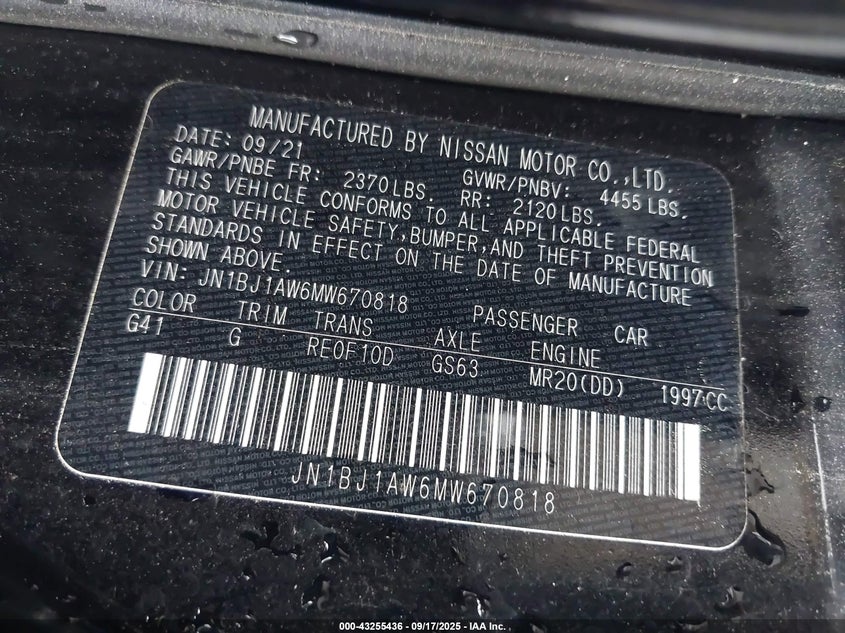 MANUFACTURED BY NISSAN MOTOR CO.,LTD.
DATE: 09/21 GVWR/PNBV: 4455 LBS.
GAWR/PNBE FR: 2370LBS. RR: 2120LBS.
THIS VEHICLE CONFORMS TO ALL APPLICABLE FEDERAL
MOTOR VEHICLE SAFETY,BUMPER,AND THEFT PREVENTION
STANDARDS IN EFFECT ON THE DATE OF MANUFACTURE
SHOWN ABOVE.
VIN: JN1BJ1AW6MW670818 PASSENGER CAR
COLOR TRIM TRANS AXLE ENGINE
G41 G RE0F10D GS63 MR20(DD) 1997CC
JN1BJ1AW6MW670818
000-43255436 - 09/17/2025 - IAA Inc.